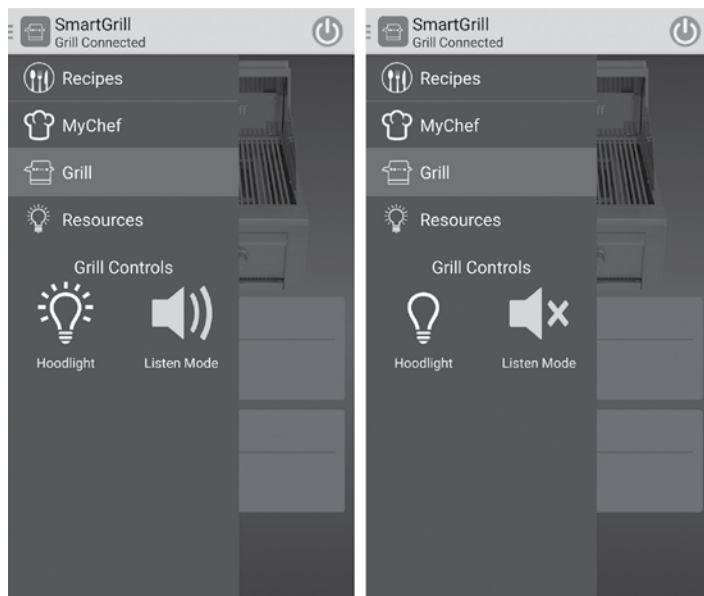 SmartGrill
Grill Connected
Recipes
MyChef
Grill
Resources
Grill Controls
Hoodlight Listen Mode
SmartGrill
Grill Connected
Recipes
MyChef
Grill
Resources
Grill Controls
Hoodlight Listen Mode